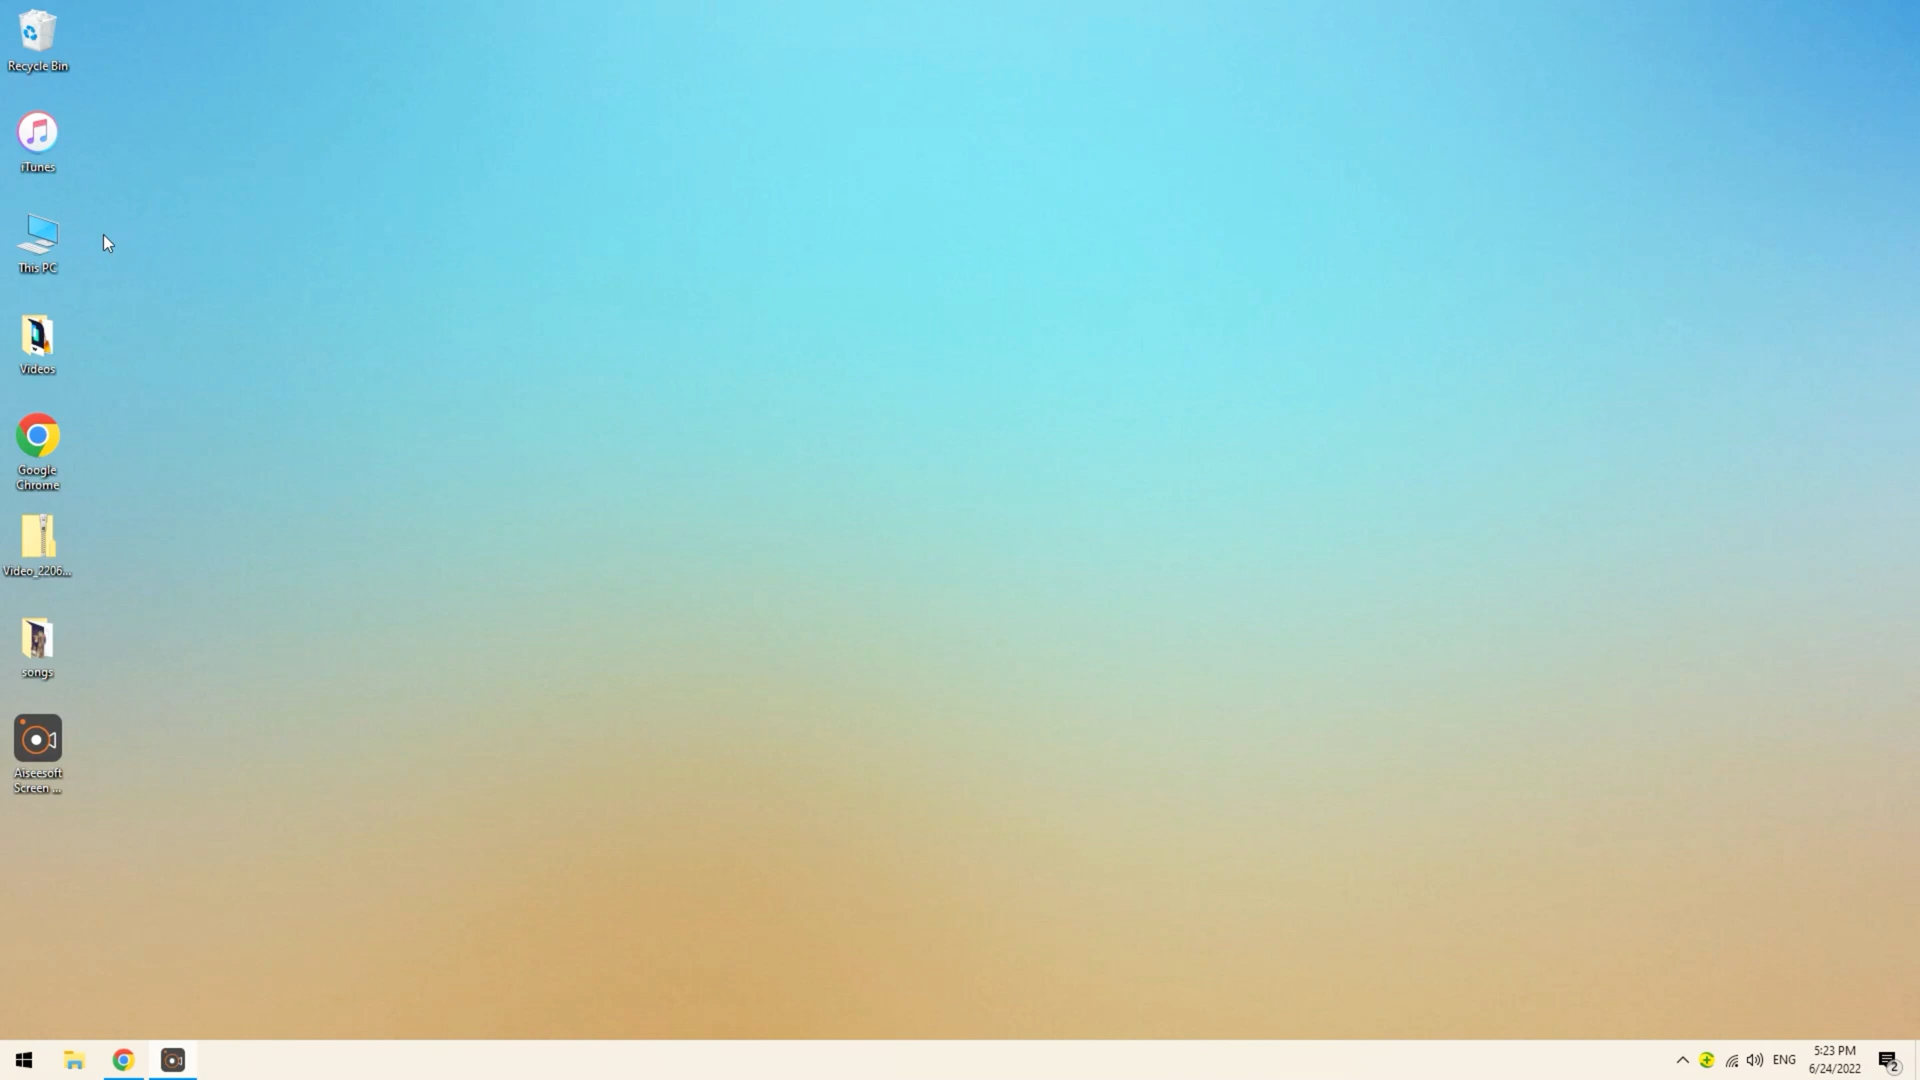 Recycle Bin
iTunes
This PC
Videos
Google
Chrome
Video_2206...
songs
Aiseesoft
Screen ...
ENG
5:23 PM
6/24/2022
2